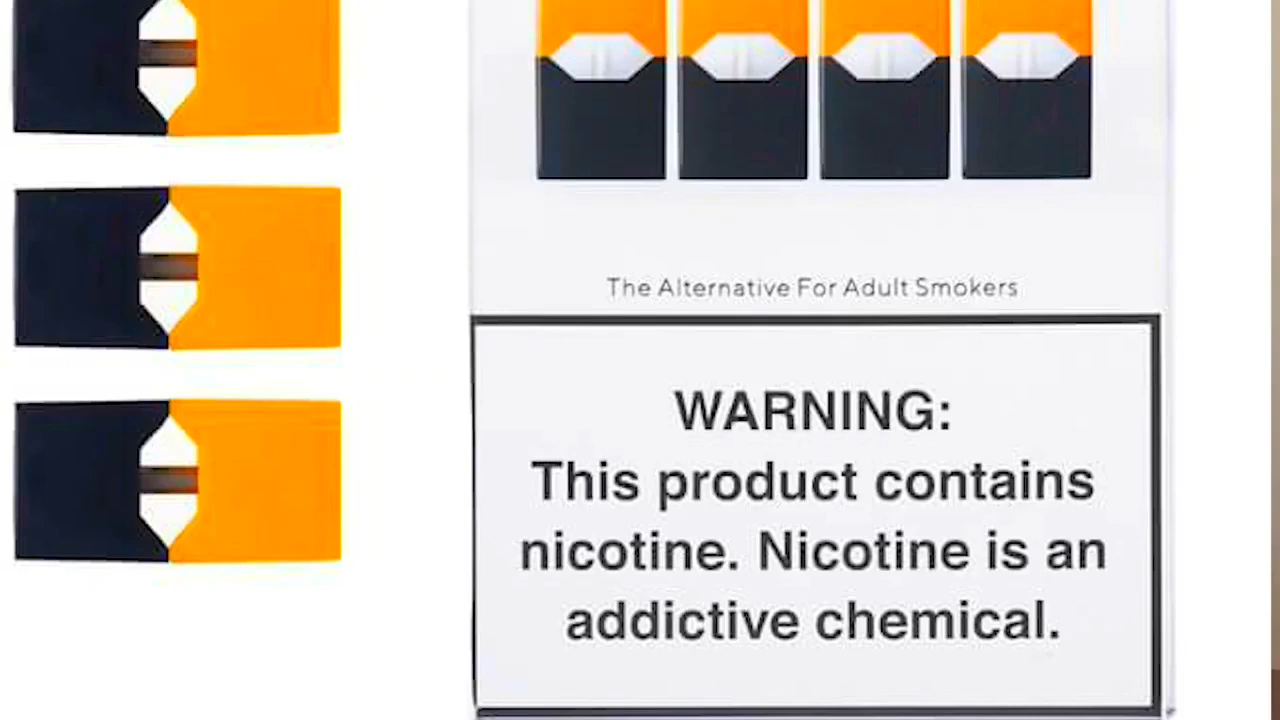 The Alternative For Adult Smokers
WARNING:
This product contains
nicotine. Nicotine is an
addictive chemical.